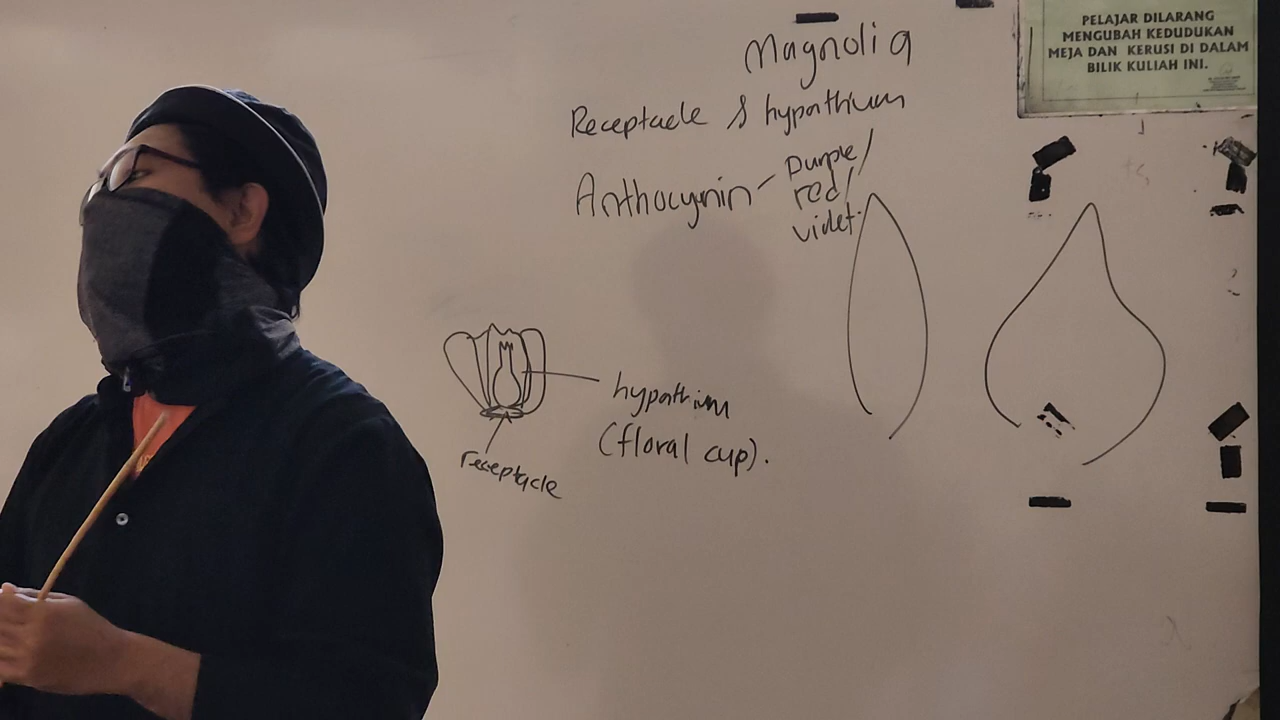 Magnolia
Receptacle & hypathium
Anthocynin - purple/
red/
violet.
hypathium
(floral cup).
receptacle
PELAJAR DILARANG
MENGUBAH KEDUDUKAN
MEJA DAN KERUSI DI DALAM
BILIK KULIAH INI.